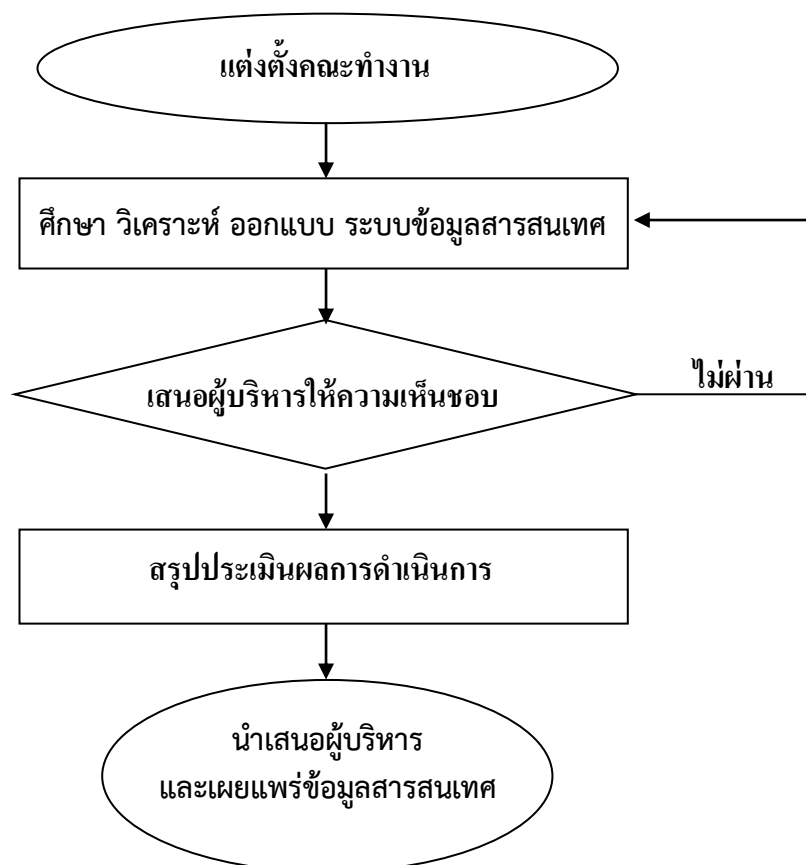 แต่งตั้งคณะทำงาน
ศึกษา วิเคราะห์ ออกแบบ ระบบข้อมูลสารสนเทศ
เสนอผู้บริหารให้ความเห็นชอบ
ไม่ผ่าน
สรุปประเมินผลการดำเนินการ
นำเสนอผู้บริหาร
และเผยแพร่ข้อมูลสารสนเทศ